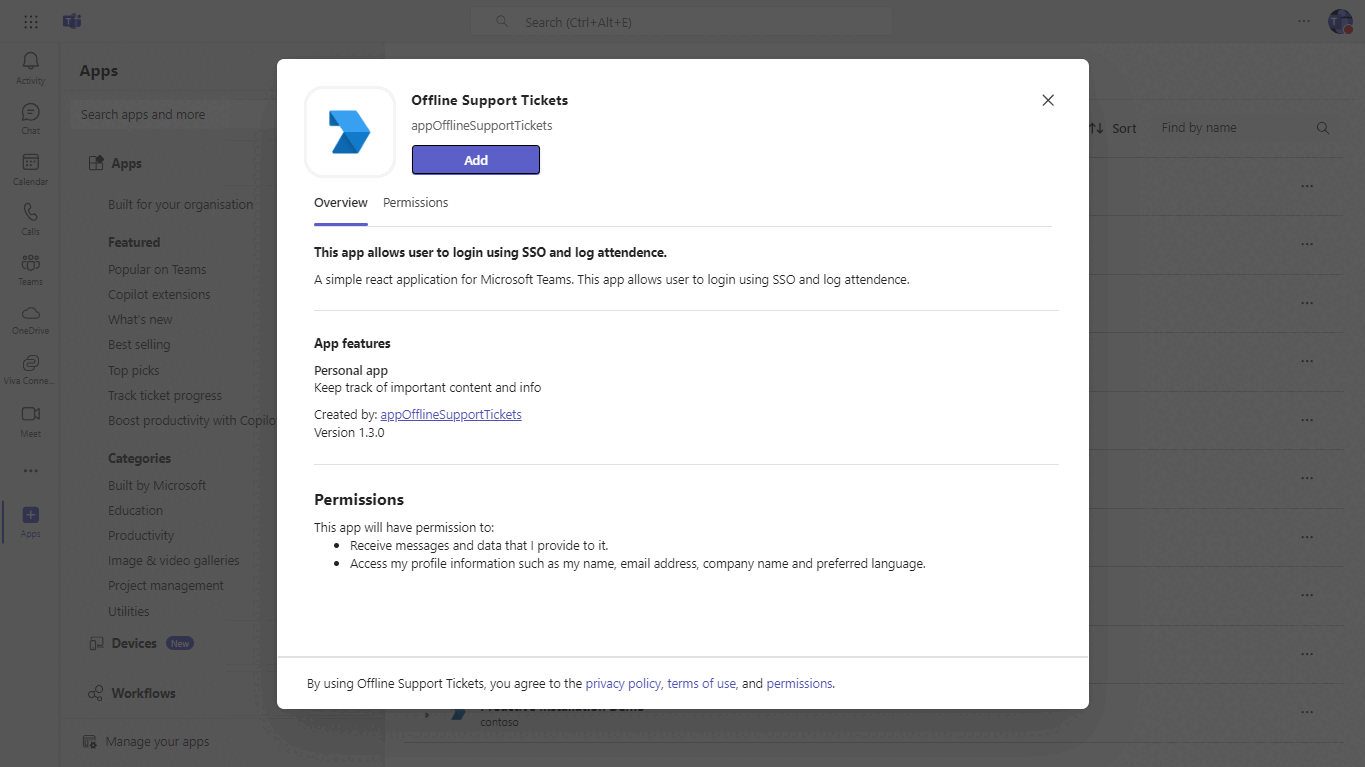 Search (Ctrl+Alt+E)
Activity
Chat
Calendar
Calls
Teams
OneDrive
Viva Conne...
Meet
Apps
Apps
Search apps and more
Apps
Built for your organisation
Featured
Popular on Teams
Copilot extensions
What's new
Best selling
Top picks
Track ticket progress
Boost productivity with Copilo
Categories
Built by Microsoft
Education
Productivity
Image & video galleries
Project management
Utilities
Devices New
Workflows
Manage your apps
Sort
Find by name
Offline Support Tickets
appOfflineSupportTickets
Add
Overview Permissions
This app allows user to login using SSO and log attendence.
A simple react application for Microsoft Teams. This app allows user to login using SSO and log attendence.
App features
Personal app
Keep track of important content and info
Created by: appOfflineSupportTickets
Version 1.3.0
Permissions
This app will have permission to:
• Receive messages and data that I provide to it.
• Access my profile information such as my name, email address, company name and preferred language.
By using Offline Support Tickets, you agree to the privacy policy, terms of use, and permissions.
Proactive Installation Demo
contoso